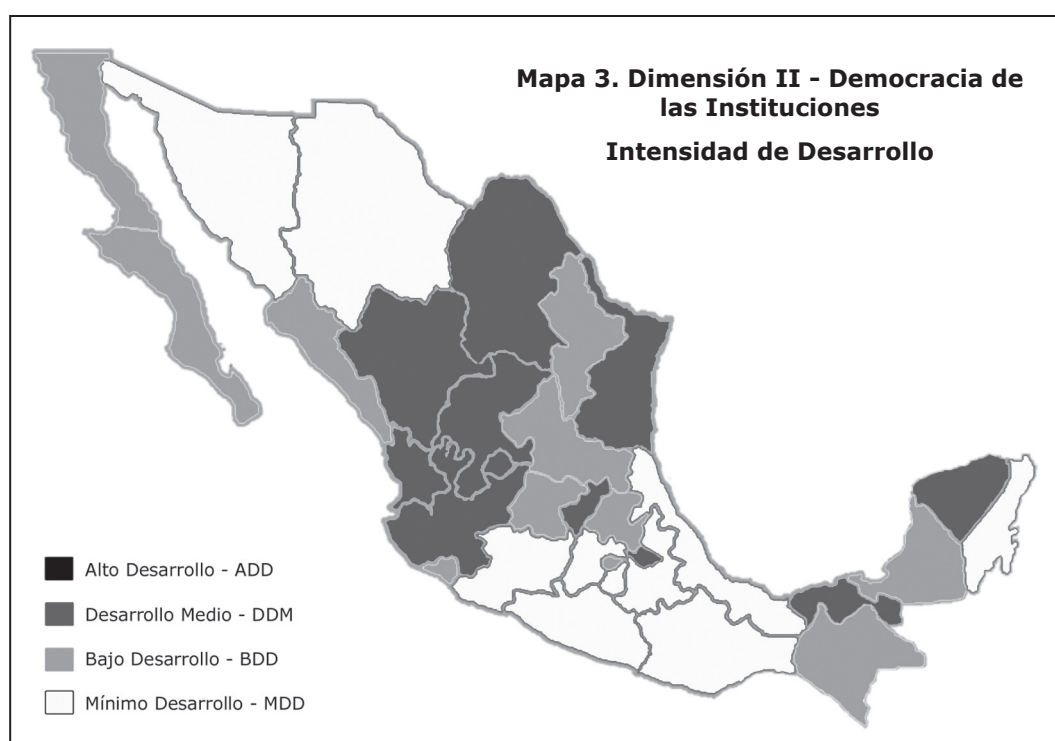 Mapa 3. Dimensión II - Democracia de
las Instituciones
Intensidad de Desarrollo
Alto Desarrollo - ADD
Desarrollo Medio - DDM
Bajo Desarrollo - BDD
Mínimo Desarrollo - MDD